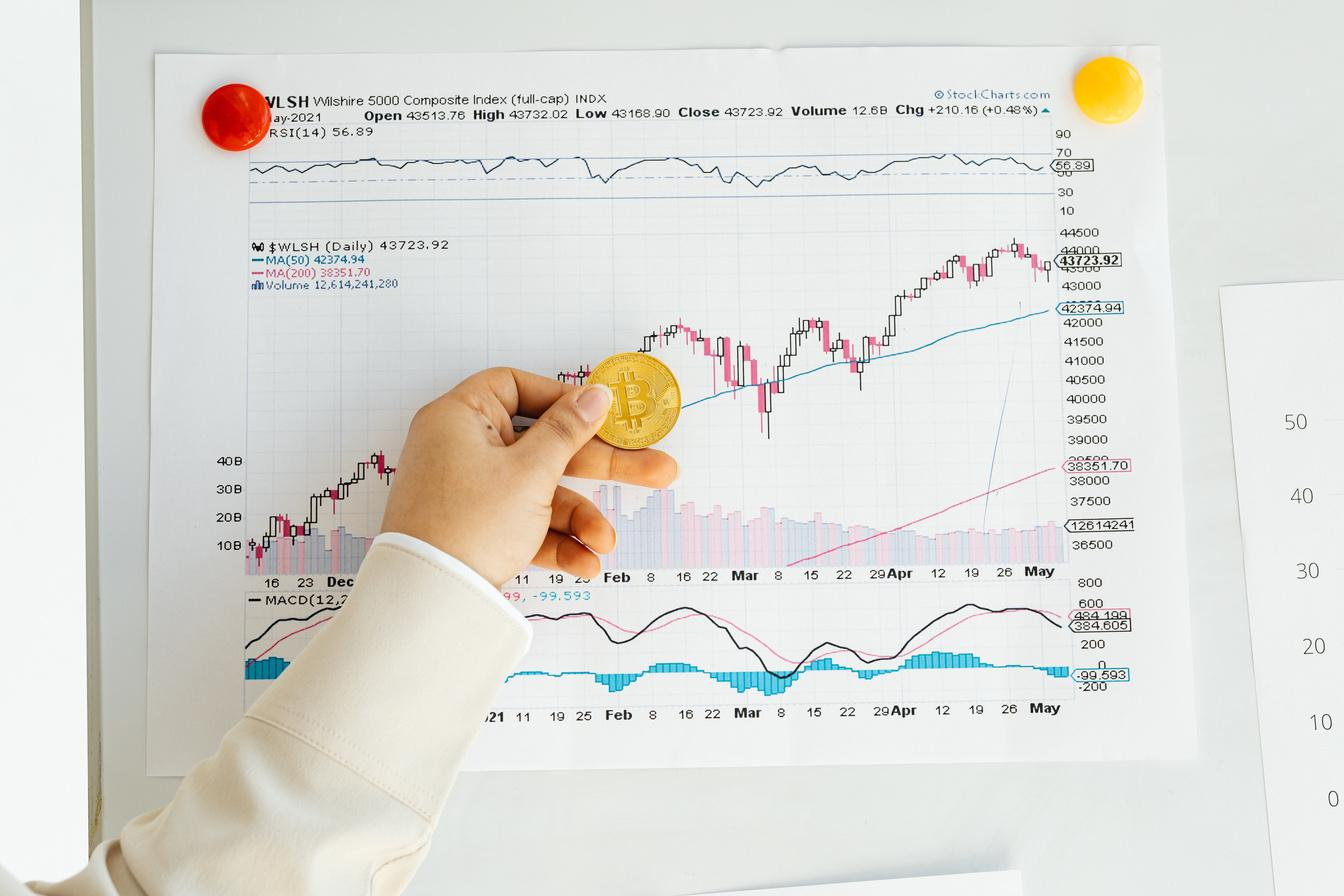 WLSH Wilshire 5000 Composite Index (full-cap) INDX
© StockCharts.com
ay-2021 Open 43513.76 High 43732.02 Low 43168.90 Close 43723.92 Volume 12.6B Chg +210.16 (+0.48%)
RSI(14) 56.89
90
70
56.89
50
30
10
$WLSH (Daily) 43723.92
MA(50) 42374.94
MA(200) 38351.70
Volume 12,614,241,280
44500
44000
43723.92
43500
43000
42374.94
42000
41500
41000
40500
40000
39500
39000
38500
38351.70
38000
37500
12614241
36500
40B
30B
20B
10B
16 23 Dec 11 19 25 Feb 8 16 22 Mar 8 15 22 29 Apr 12 19 26 May
MACD(12,2 99, -99.593
800
600
484.199
384.605
200
0
-99.593
-200
21 11 19 25 Feb 8 16 22 Mar 8 15 22 29 Apr 12 19 26 May
B
50
40
30
20
10
0